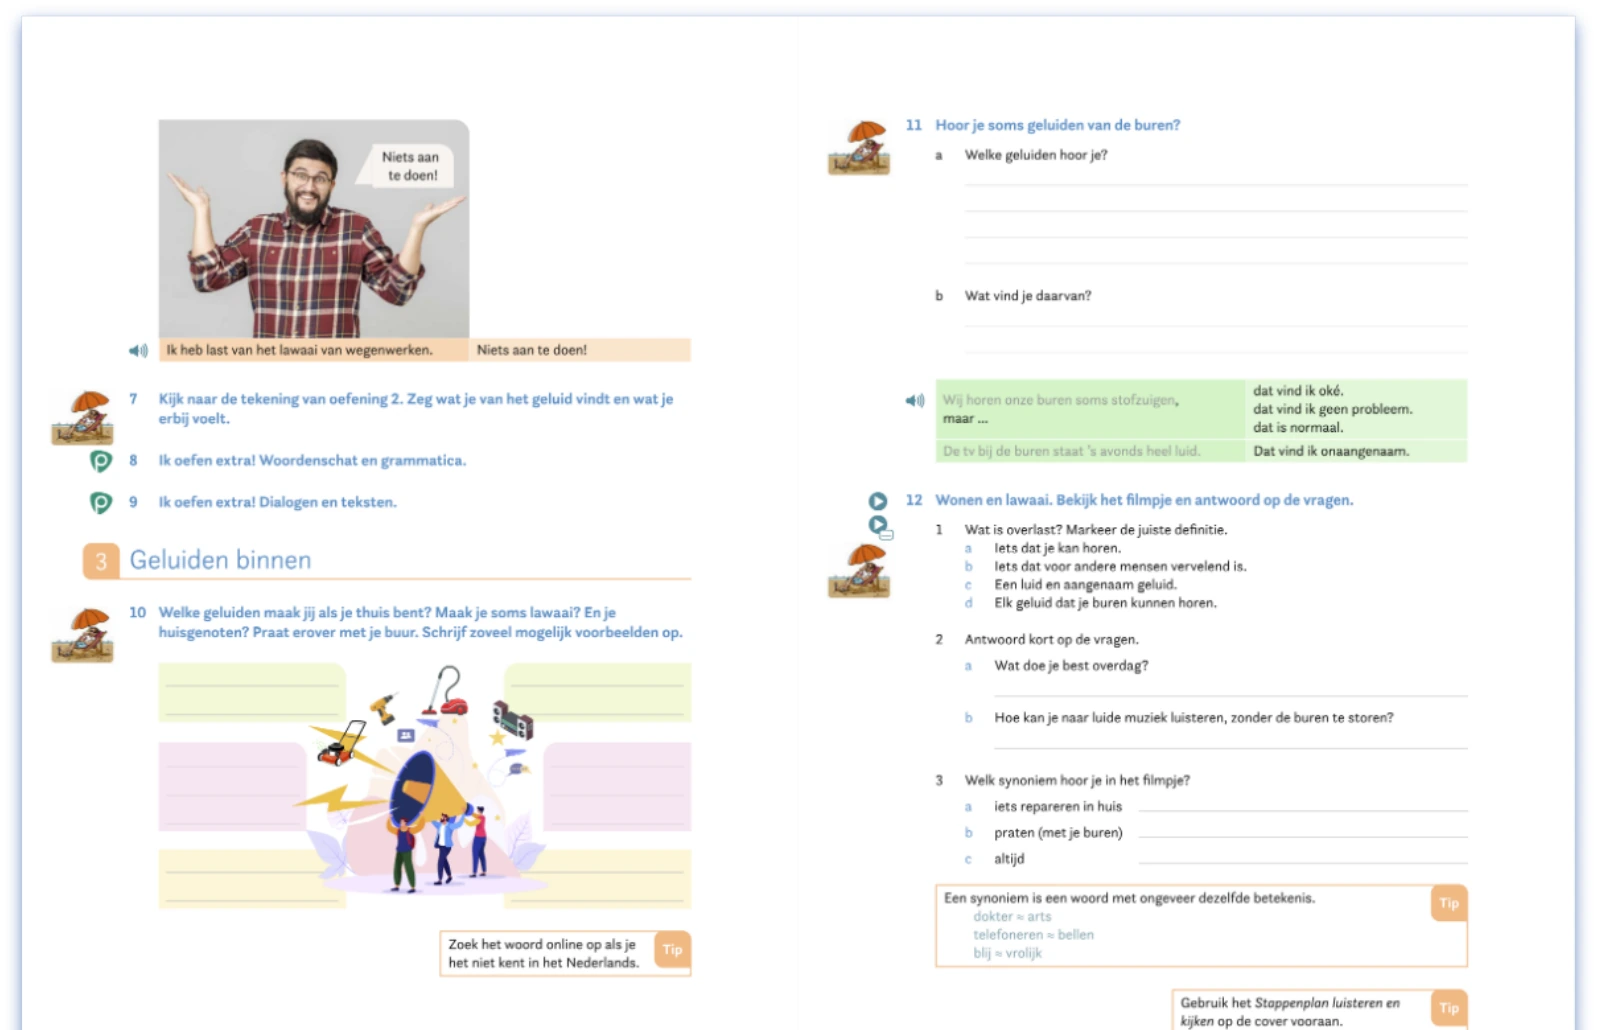 Niets aan
te doen!
Ik heb last van het lawaai van wegenwerken.
Niets aan te doen!
7 Kijk naar de tekening van oefening 2. Zeg wat je van het geluid vindt en wat je
erbij voelt.
8 Ik oefen extra! Woordenschat en grammatica.
9 Ik oefen extra! Dialogen en teksten.
3 Geluiden binnen
10 Welke geluiden maak jij als je thuis bent? Maak je soms lawaai? En je
huisgenoten? Praat erover met je buur. Schrijf zoveel mogelijk voorbeelden op.
Zoek het woord online op als je
het niet kent in het Nederlands.
Tip
11 Hoor je soms geluiden van de buren?
a Welke geluiden hoor je?
b Wat vind je daarvan?
Wij horen onze buren soms stofzuigen,
maar ...
dat vind ik oké.
dat vind ik geen probleem.
dat is normaal.
De tv bij de buren staat 's avonds heel luid.
Dat vind ik onaangenaam.
12 Wonen en lawaai. Bekijk het filmpje en antwoord op de vragen.
1 Wat is overlast? Markeer de juiste definitie.
a Iets dat je kan horen.
b Iets dat voor andere mensen vervelend is.
c Een luid en aangenaam geluid.
d Elk geluid dat je buren kunnen horen.
2 Antwoord kort op de vragen.
a Wat doe je best overdag?
b Hoe kan je naar luide muziek luisteren, zonder de buren te storen?
3 Welk synoniem hoor je in het filmpje?
a iets repareren in huis
b praten (met je buren)
c altijd
Een synoniem is een woord met ongeveer dezelfde betekenis.
dokter ≈ arts
telefoneren ≈ bellen
blij ≈ vrolijk
Tip
Gebruik het Stappenplan luisteren en
kijken op de cover vooraan.
Tip